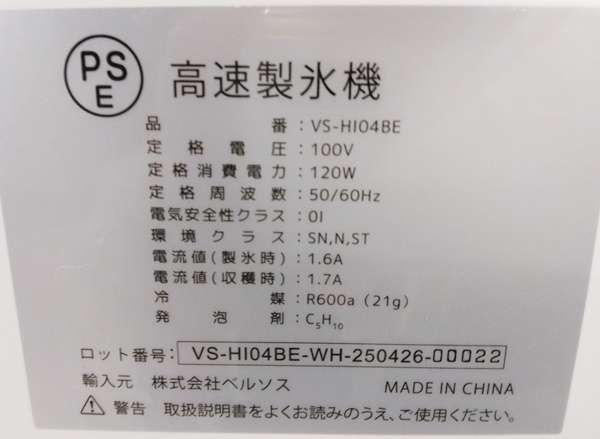 PS
E
高速製氷機
品番：VS-HI04BE
定格電圧：100V
定格消費電力：120W
定格周波数：50/60Hz
電気安全性クラス：0I
環境クラス：SN,N,ST
電流値(製氷時)：1.6A
電流値(収穫時)：1.7A
冷媒：R600a (21g)
発泡剤：C₅H₁₀
ロット番号：VS-HI04BE-WH-250426-00022
輸入元 株式会社ベルソス MADE IN CHINA
警告 取扱説明書をよくお読みのうえ、ご使用ください。